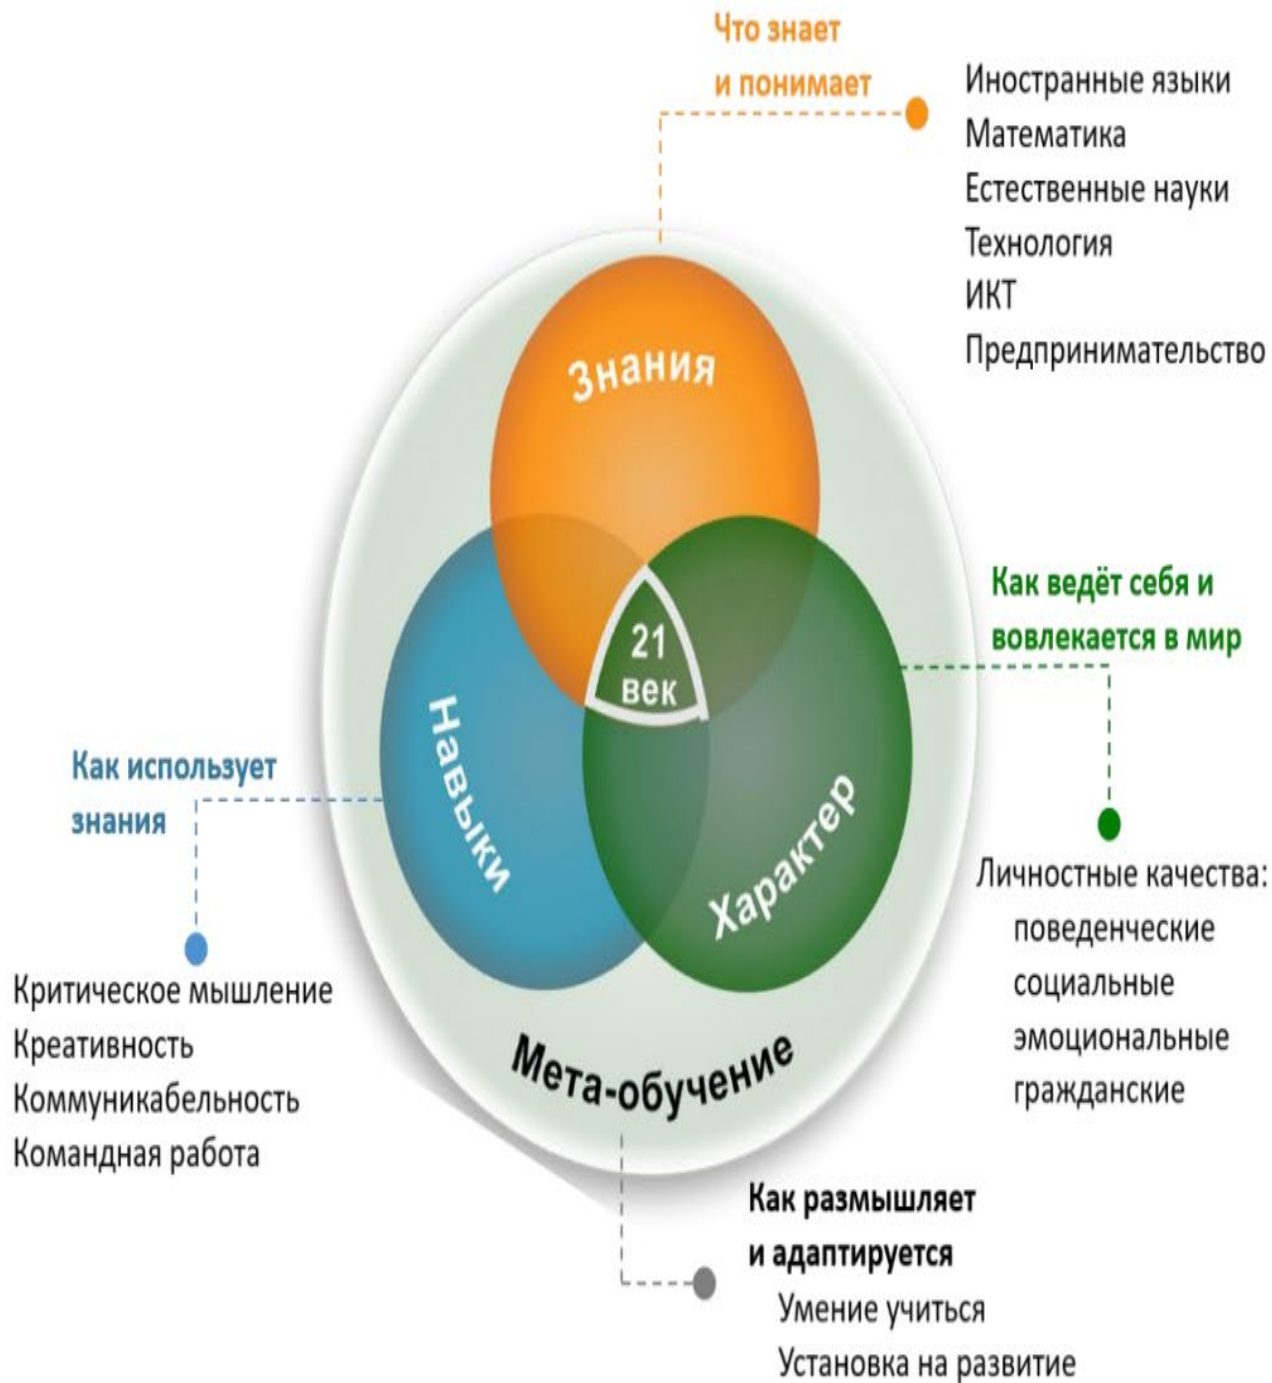 Что знает
и понимает
Иностранные языки
Математика
Естественные науки
Технология
ИКТ
Предпринимательство
Знания
21
век
Навыки
Характер
Мета-обучение
Как ведёт себя и
вовлекается в мир
Личностные качества:
поведенческие
социальные
эмоциональные
гражданские
Как использует
знания
Критическое мышление
Креативность
Коммуникабельность
Командная работа
Как размышляет
и адаптируется
Умение учиться
Установка на развитие